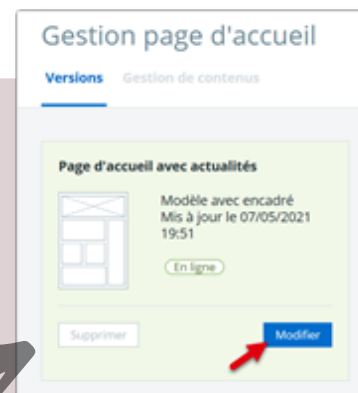 Gestion page d'accueil
Versions Gestion de contenus
Page d'accueil avec actualités
Modèle avec encadré
Mis à jour le 07/05/2021
19:51
En ligne
Supprimer Modifier